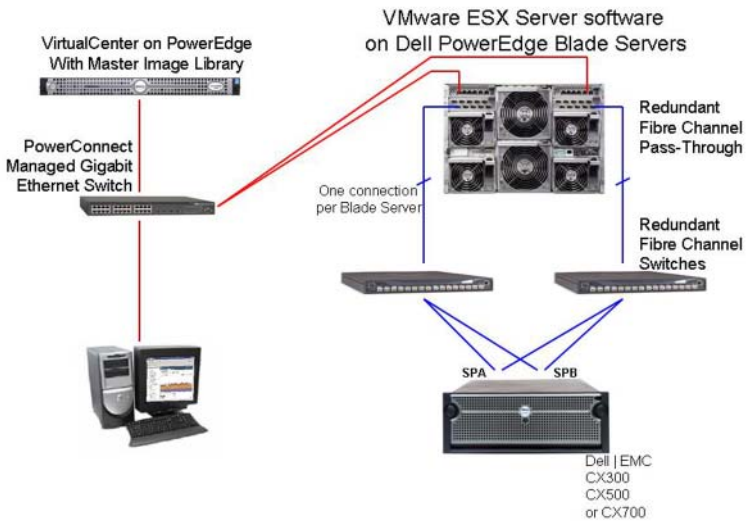 VMware ESX Server software
on Dell PowerEdge Blade Servers
VirtualCenter on PowerEdge
With Master Image Library
PowerConnect
Managed Gigabit
Ethernet Switch
Redundant
Fibre Channel
Pass-Through
One connection
per Blade Server
Redundant
Fibre Channel
Switches
SPA
SPB
Dell | EMC
CX300
CX500
or CX700